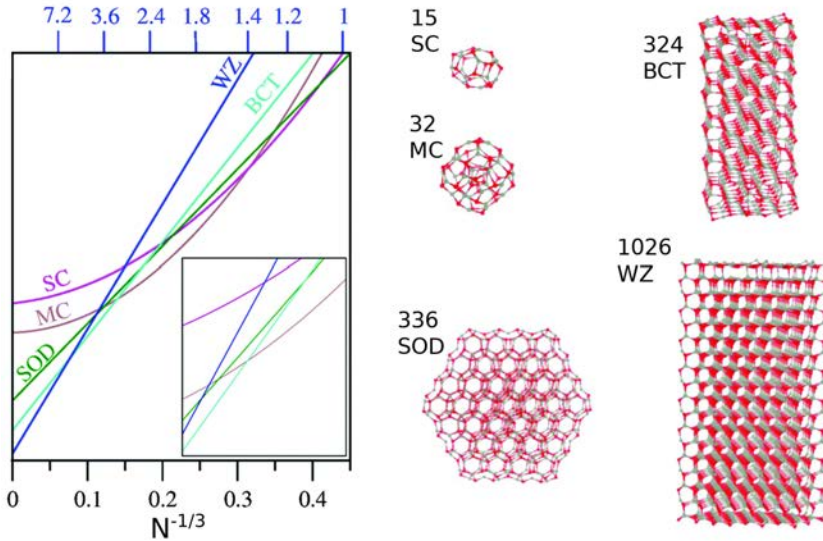 7.2 3.6 2.4 1.8 1.4 1.2 1
WZ
BCT
SC
MC
SOD
0 0.1 0.2 0.3 0.4
N^{-1/3}
15
SC
32
MC
336
SOD
324
BCT
1026
WZ